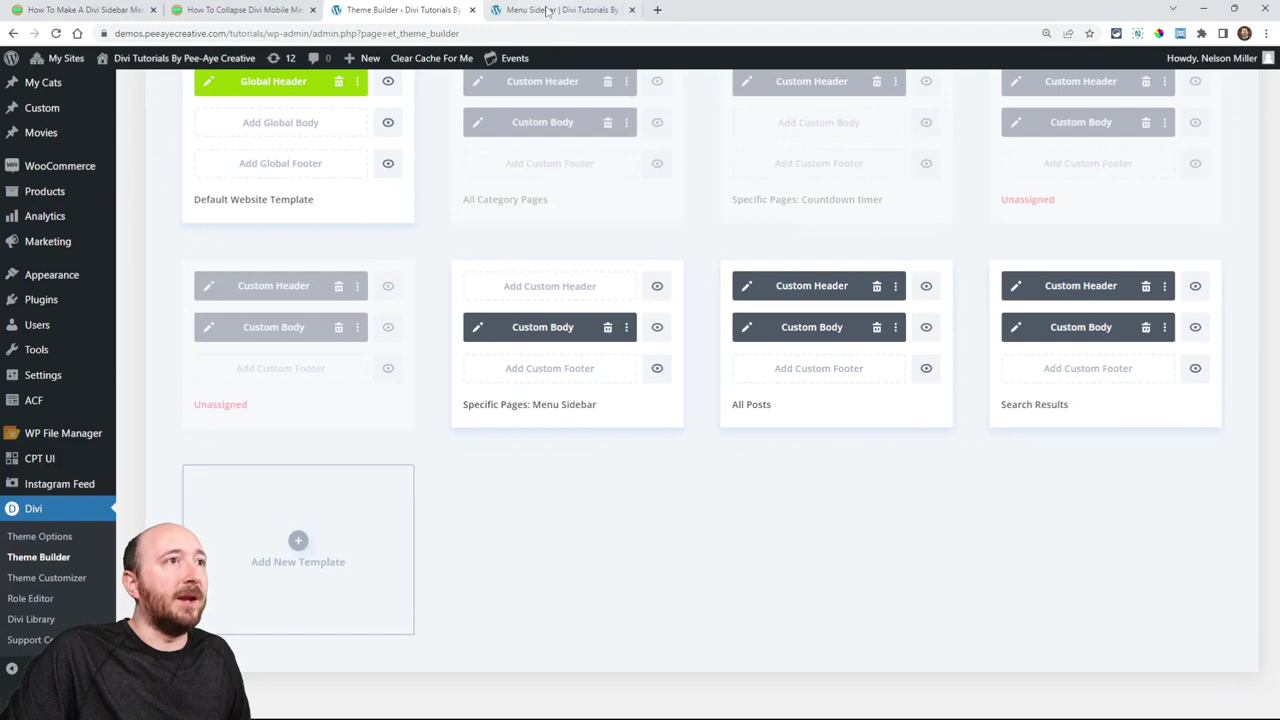 How To Make A Divi Sidebar Me
How To Collapse Divi Mobile Me
Theme Builder ‹ Divi Tutorials By
Menu Sidebar | Divi Tutorials By
demos.peeayecreative.com/tutorials/wp-admin/admin.php?page=et_theme_builder
My Sites
Divi Tutorials By Pee-Aye Creative
12
0
New
Clear Cache For Me
Events
Howdy, Nelson Miller
My Cats
Custom
Movies
WooCommerce
Products
Analytics
Marketing
Appearance
Plugins
Users
Tools
Settings
ACF
WP File Manager
CPT UI
Instagram Feed
Divi
Theme Options
Theme Builder
Theme Customizer
Role Editor
Divi Library
Support Ce
Global Header
Add Global Body
Add Global Footer
Default Website Template
Custom Header
Custom Body
Add Custom Footer
All Category Pages
Custom Header
Add Custom Body
Add Custom Footer
Specific Pages: Countdown timer
Custom Header
Custom Body
Add Custom Footer
Unassigned
Custom Header
Custom Body
Add Custom Footer
Unassigned
Add Custom Header
Custom Body
Add Custom Footer
Specific Pages: Menu Sidebar
Custom Header
Custom Body
Add Custom Footer
All Posts
Custom Header
Custom Body
Add Custom Footer
Search Results
Add New Template